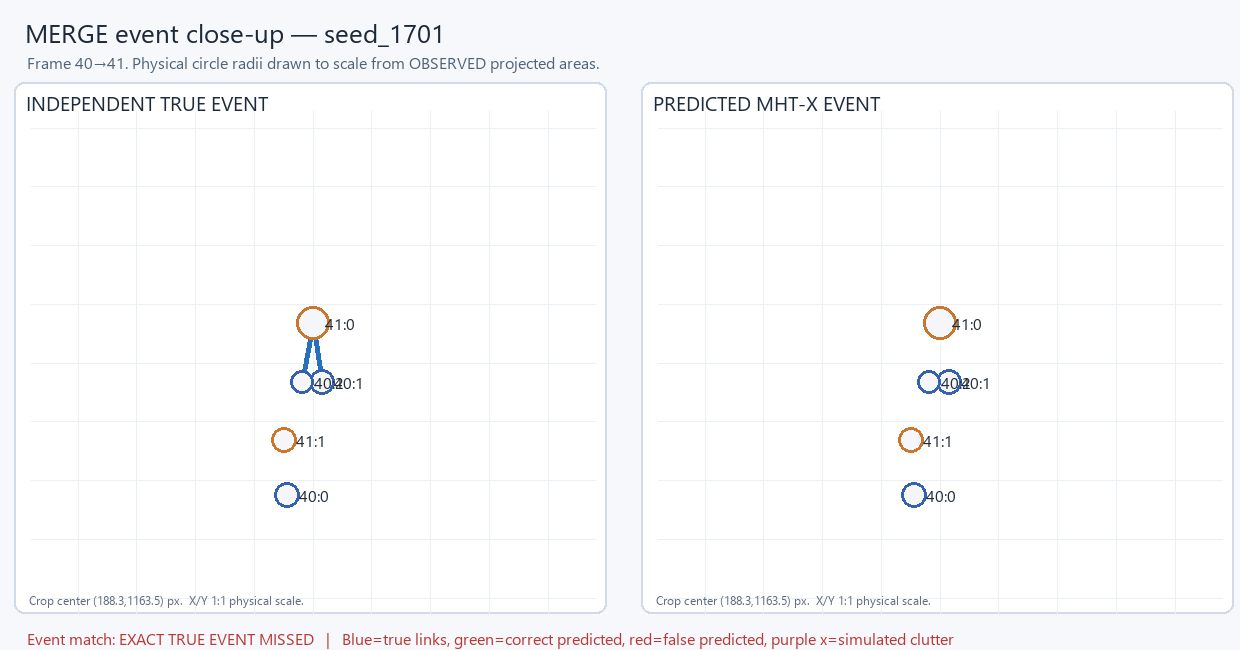 MERGE event close-up — seed_1701
Frame 40→41. Physical circle radii drawn to scale from OBSERVED projected areas.
INDEPENDENT TRUE EVENT
41:0
40:1
41:1
40:0
Crop center (188.3,1163.5) px.  X/Y 1:1 physical scale.
PREDICTED MHT-X EVENT
41:0
40:1
41:1
40:0
Crop center (188.3,1163.5) px.  X/Y 1:1 physical scale.
Event match: EXACT TRUE EVENT MISSED  |  Blue=true links, green=correct predicted, red=false predicted, purple x=simulated clutter